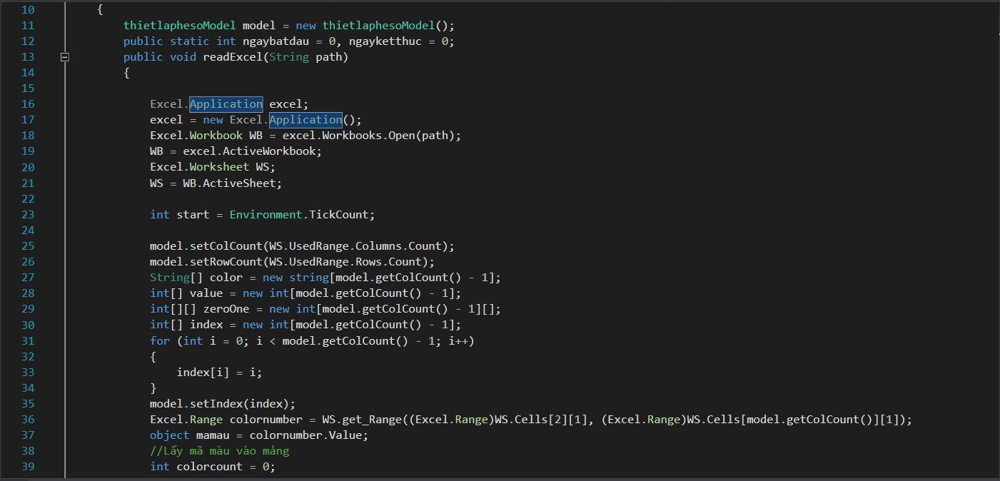 10 {
11 thietlaphesoModel model = new thietlaphesoModel();
12 public static int ngaybatdau = 0, ngayketthuc = 0;
13 public void readExcel(String path)
14 {
15
16 Excel.Application excel;
17 excel = new Excel.Application();
18 Excel.Workbook WB = excel.Workbooks.Open(path);
19 WB = excel.ActiveWorkbook;
20 Excel.Worksheet WS;
21 WS = WB.ActiveSheet;
22
23 int start = Environment.TickCount;
24
25 model.setColCount(WS.UsedRange.Columns.Count);
26 model.setRowCount(WS.UsedRange.Rows.Count);
27 String[] color = new string[model.getColCount() - 1];
28 int[] value = new int[model.getColCount() - 1];
29 int[][] zeroOne = new int[model.getColCount() - 1][];
30 int[] index = new int[model.getColCount() - 1];
31 for (int i = 0; i < model.getColCount() - 1; i++)
32 {
33 index[i] = i;
34 }
35 model.setIndex(index);
36 Excel.Range colornumber = WS.get_Range((Excel.Range)WS.Cells[2][1], (Excel.Range)WS.Cells[model.getColCount()][1]);
37 object mamau = colornumber.Value;
38 //Lấy mã màu vào mảng
39 int colorcount = 0;